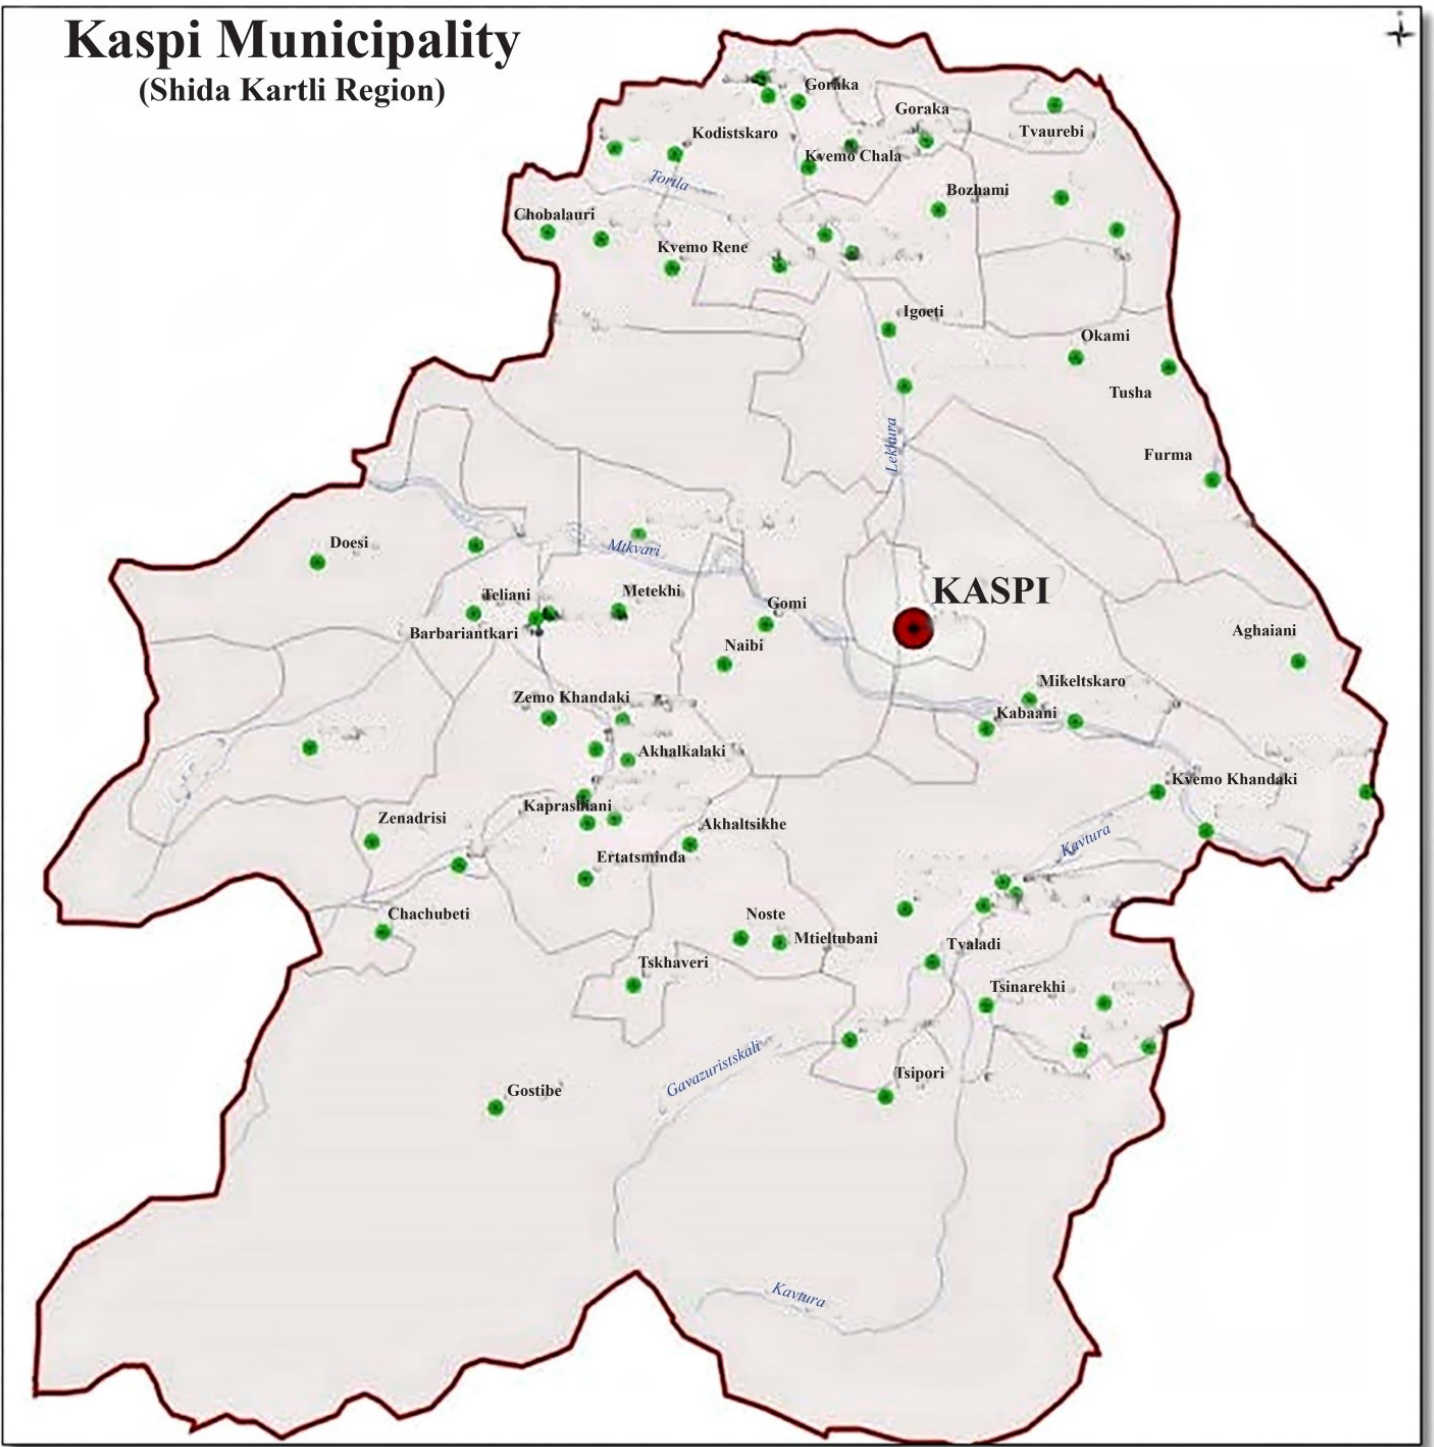 Kaspi Municipality
(Shida Kartli Region)
Goraka
Goraka
Tvaurebi
Kodistskaro
Kvemo Chala
Tortla
Bozhami
Chobalauri
Kvemo Rene
Igoeti
Okami
Tusha
Lekhura
Furma
Doesi
Mtkvari
Teliani
Metekhi
KASPI
Gomi
Barbariantkari
Naibi
Aghaiani
Mikeltskaro
Zemo Khandaki
Kabaani
Akhalkalaki
Kvemo Khandaki
Kaprashiani
Zenadrisi
Akhaltsikhe
Kavtura
Ertatsminda
Chachubeti
Noste
Mtieltubani
Tvaladi
Tskhaveri
Tsinarekhi
Gavazuristskali
Tsipori
Gostibe
Kavtura